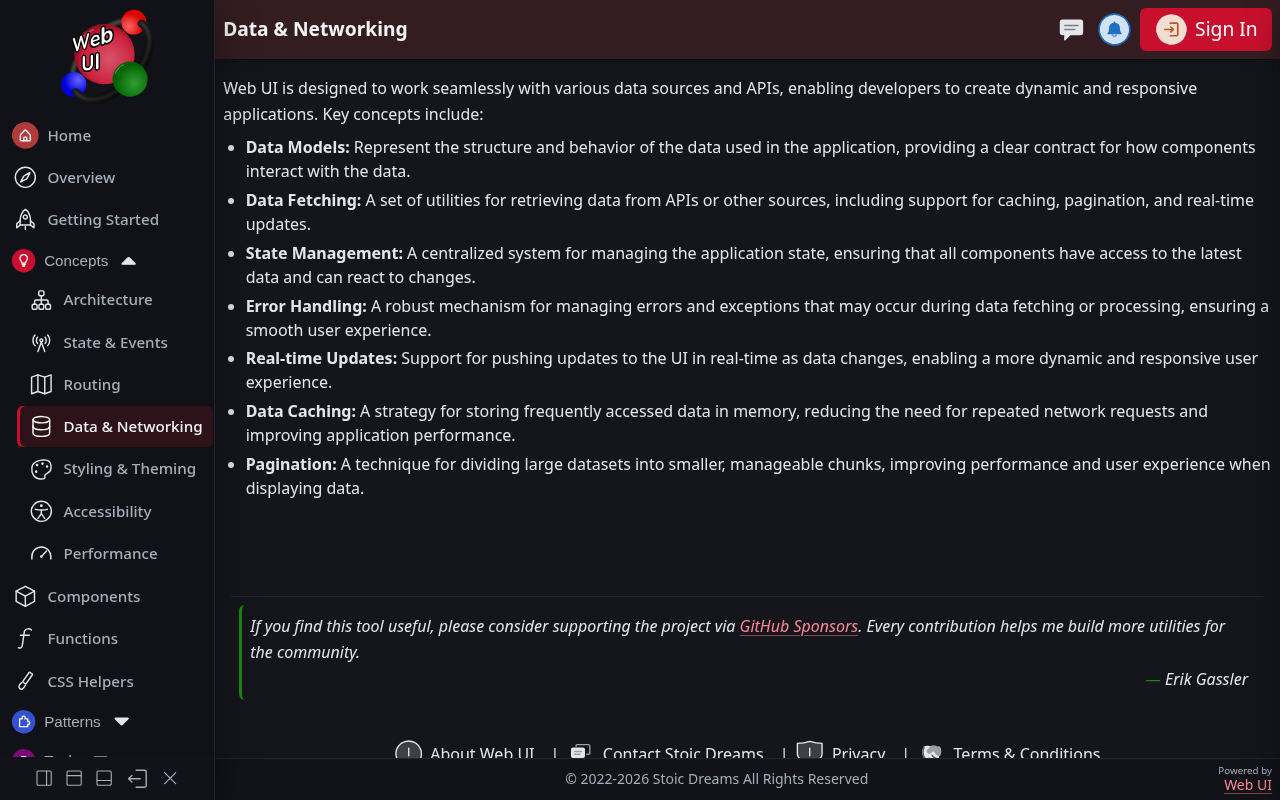 Web
UI
Home
Overview
Getting Started
Concepts
Architecture
State & Events
Routing
Data & Networking
Styling & Theming
Accessibility
Performance
Components
Functions
CSS Helpers
Patterns
Data & Networking
Sign In
Web UI is designed to work seamlessly with various data sources and APIs, enabling developers to create dynamic and responsive
applications. Key concepts include:
Data Models: Represent the structure and behavior of the data used in the application, providing a clear contract for how components
interact with the data.
Data Fetching: A set of utilities for retrieving data from APIs or other sources, including support for caching, pagination, and real-time
updates.
State Management: A centralized system for managing the application state, ensuring that all components have access to the latest
data and can react to changes.
Error Handling: A robust mechanism for managing errors and exceptions that may occur during data fetching or processing, ensuring a
smooth user experience.
Real-time Updates: Support for pushing updates to the UI in real-time as data changes, enabling a more dynamic and responsive user
experience.
Data Caching: A strategy for storing frequently accessed data in memory, reducing the need for repeated network requests and
improving application performance.
Pagination: A technique for dividing large datasets into smaller, manageable chunks, improving performance and user experience when
displaying data.
If you find this tool useful, please consider supporting the project via GitHub Sponsors. Every contribution helps me build more utilities for
the community.
— Erik Gassler
About Web UI | Contact Stoic Dreams | Privacy | Terms & Conditions
© 2022-2026 Stoic Dreams All Rights Reserved
Powered by
Web UI